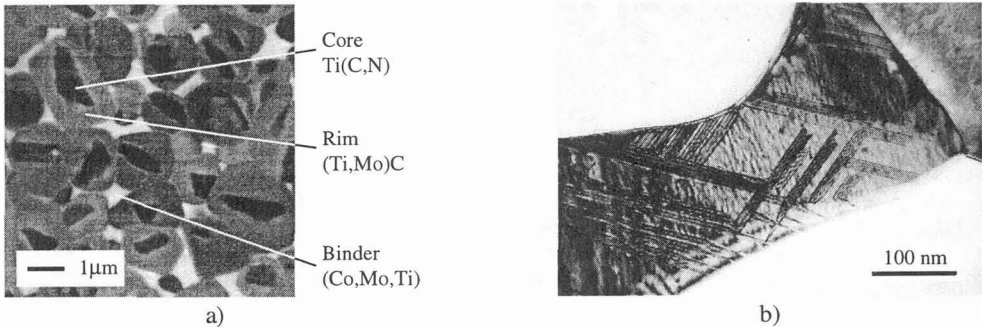 Core
Ti(C,N)
Rim
(Ti,Mo)C
Binder
(Co,Mo,Ti)
1μm
100 nm
a)
b)